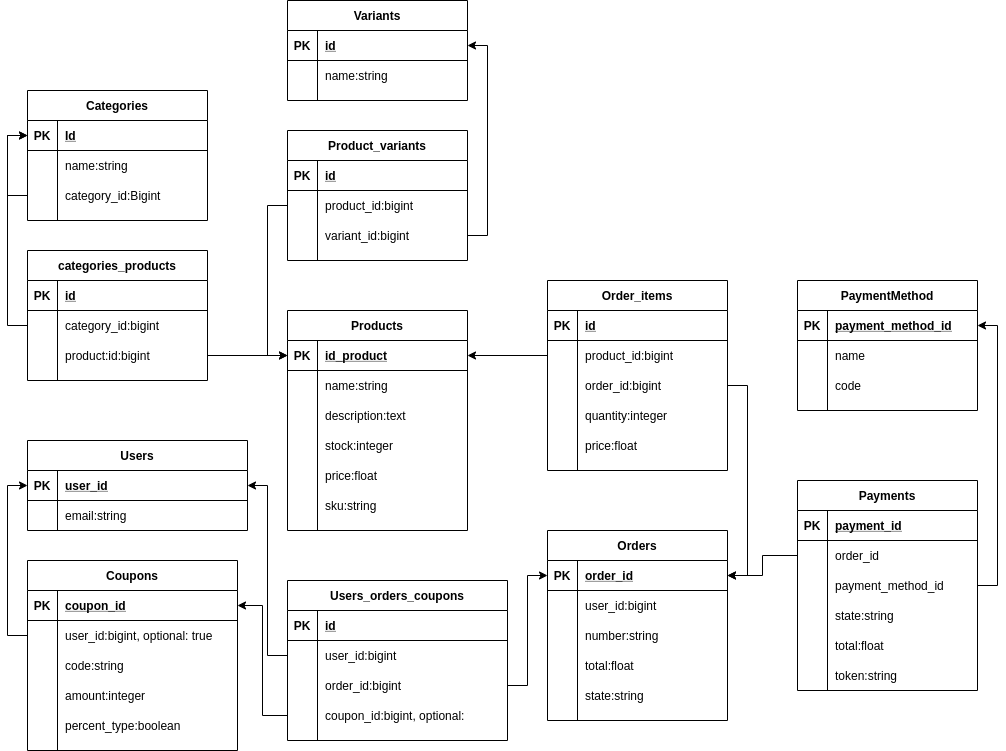 Variants
PK id
name:string
Categories
PK Id
name:string
category_id:Bigint
Product_variants
PK id
product_id:bigint
variant_id:bigint
categories_products
PK id
category_id:bigint
product:id:bigint
Products
PK id_product
name:string
description:text
stock:integer
price:float
sku:string
Order_items
PK id
product_id:bigint
order_id:bigint
quantity:integer
price:float
PaymentMethod
PK payment_method_id
name
code
Users
PK user_id
email:string
Payments
PK payment_id
order_id
payment_method_id
state:string
total:float
token:string
Coupons
PK coupon_id
user_id:bigint, optional: true
code:string
amount:integer
percent_type:boolean
Users_orders_coupons
PK id
user_id:bigint
order_id:bigint
coupon_id:bigint, optional:
Orders
PK order_id
user_id:bigint
number:string
total:float
state:string